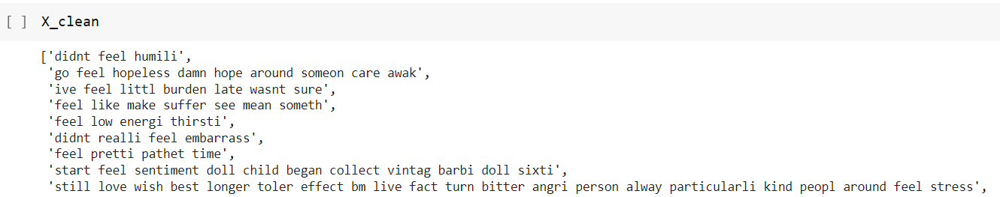 [ ] X_clean
['didnt feel humili',
'go feel hopeless damn hope around someon care awak',
'ive feel littl burden late wasnt sure',
'feel like make suffer see mean someth',
'feel low energi thirsti',
'didnt realli feel embarrass',
'feel pretti pathet time',
'start feel sentiment doll child began collect vintag barbi doll sixti',
'still love wish best longer toler effect bm live fact turn bitter angri person alway particularli kind peopl around feel stress',